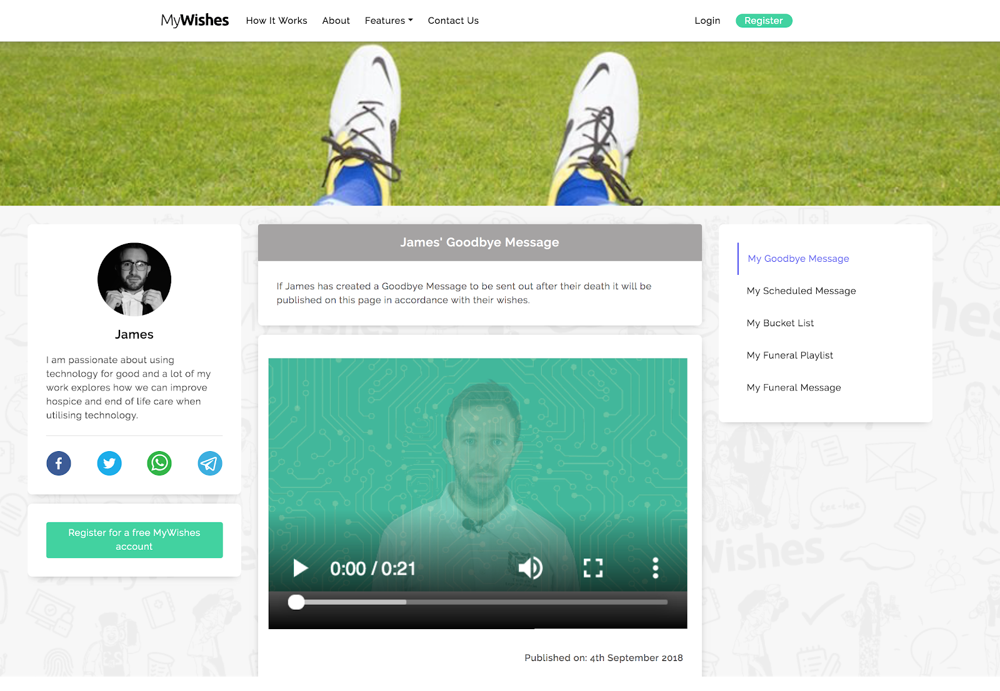 MyWishes How It Works About Features Contact Us Login Register
James' Goodbye Message
If James has created a Goodbye Message to be sent out after their death it will be
published on this page in accordance with their wishes.
James
I am passionate about using
technology for good and a lot of my
work explores how we can improve
hospice and end of life care when
utilising technology.
Register for a free MyWishes
account
0:00 / 0:21
Published on: 4th September 2018
My Goodbye Message
My Scheduled Message
My Bucket List
My Funeral Playlist
My Funeral Message
tee-hee
Wishes